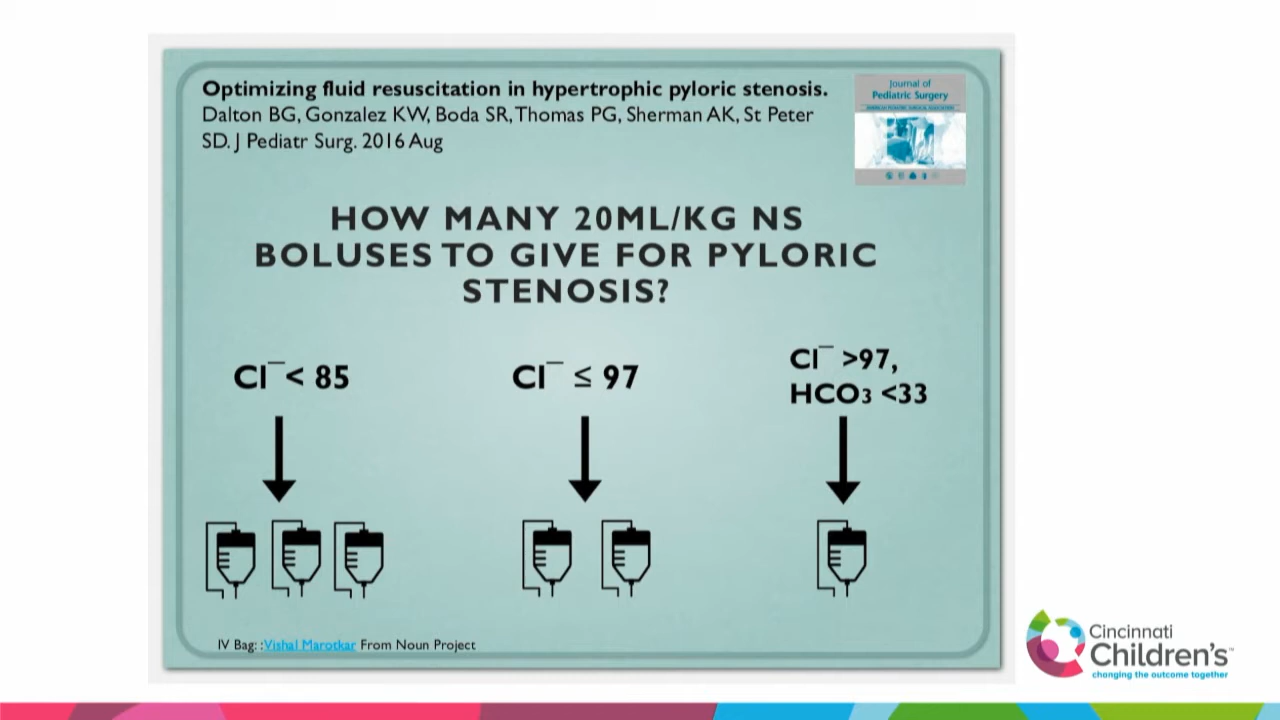 Optimizing fluid resuscitation in hypertrophic pyloric stenosis.
Dalton BG, Gonzalez KW, Boda SR, Thomas PG, Sherman AK, St Peter
SD. J Pediatr Surg. 2016 Aug
Journal of
Pediatric Surgery
HOW MANY 20ML/KG NS
BOLUSES TO GIVE FOR PYLORIC
STENOSIS?
Cl¯< 85
Cl¯ ≤ 97
Cl¯ >97,
HCO3 <33
IV Bag: :Vishal Marotkar From Noun Project
Cincinnati
Children's™
changing the outcome together